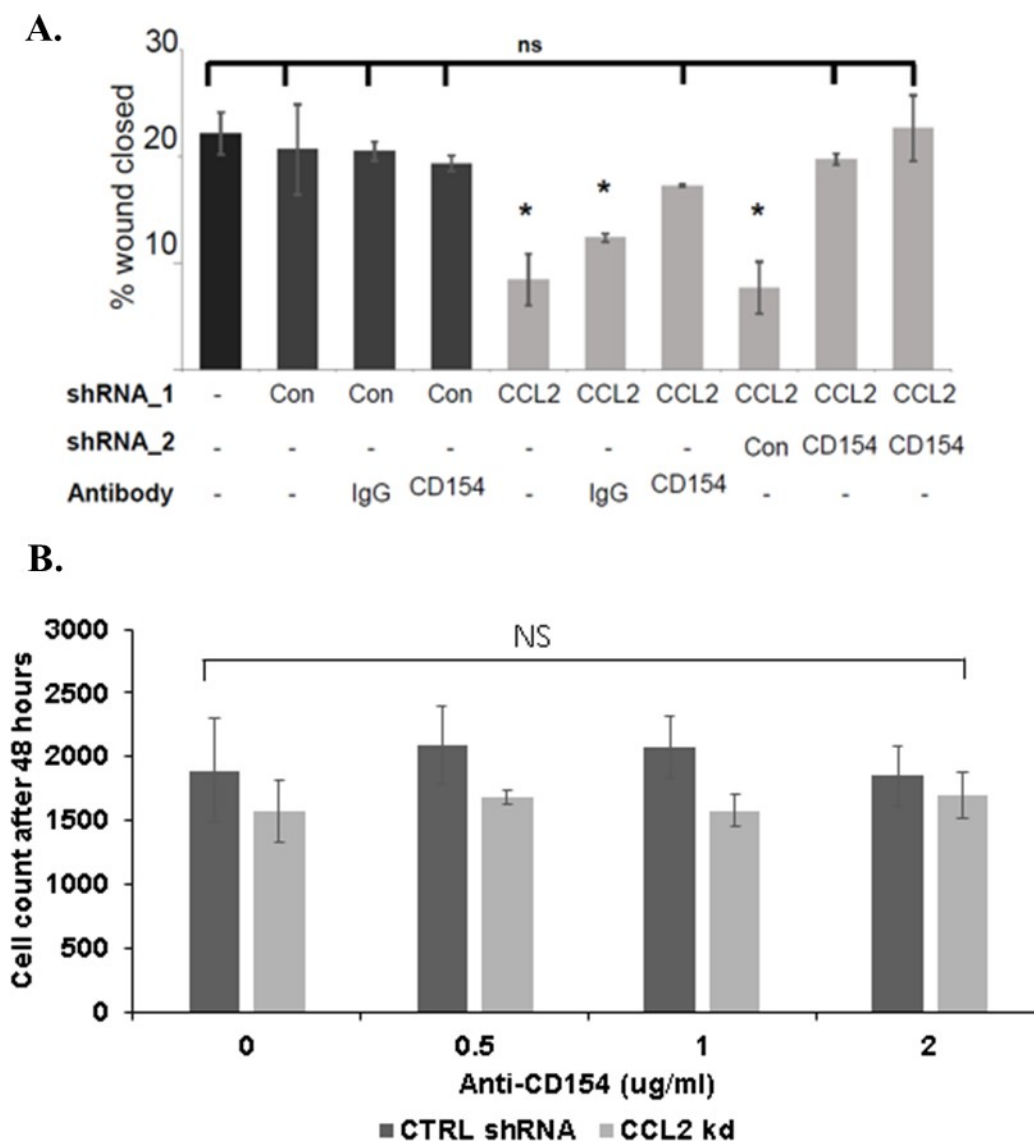 A.
ns
30
20
10
% wound closed
* * *
shRNA_1 - Con Con Con CCL2 CCL2 CCL2 CCL2 CCL2 CCL2
shRNA_2 - - - - - - - Con CD154 CD154
Antibody - - IgG CD154 - IgG CD154 - - -
B.
NS
3000
2500
2000
1500
1000
500
0
Cell count after 48 hours
0 0.5 1 2
Anti-CD154 (ug/ml)
CTRL shRNA CCL2 kd